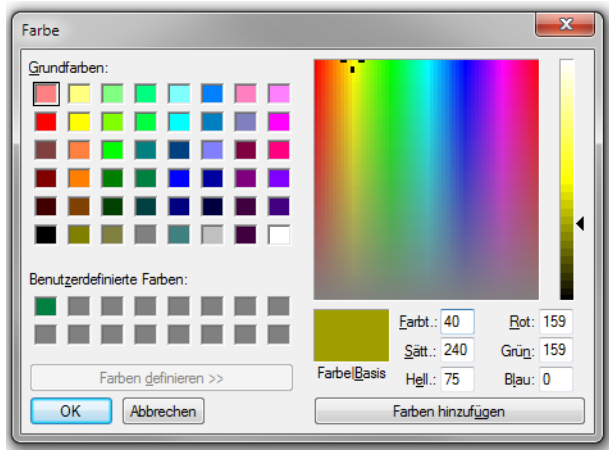 Farbe
Grundfarben:
Benutzerdefinierte Farben:
Farben definieren >>
OK
Abbrechen
Farbe|Basis
Farbt.: 40
Sätt.: 240
Hell.: 75
Rot: 159
Grün: 159
Blau: 0
Farben hinzufügen